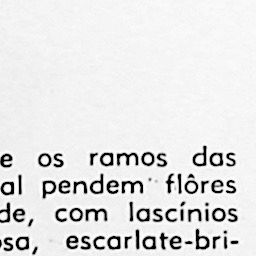 e os ramos das
al pendem flôres
de, com lascínios
osa, escarlate-bri-